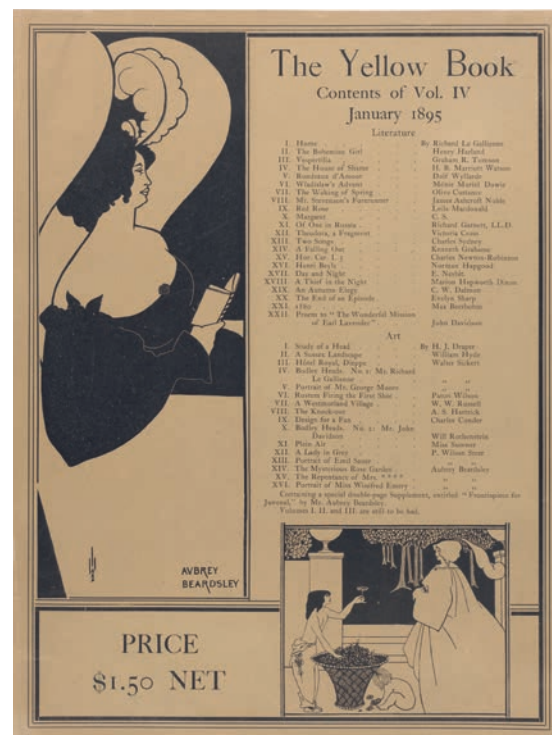 The Yellow Book
Contents of Vol. IV
January 1895
Literature
I. Home . . . By Richard Le Gallienne
II. The Bohemian Girl . . Henry Harland
III. Vespertilia . . . Graham R. Tomson
IV. The House of Shame . . H. B. Marriott Watson
V. Rondeaux d'Amour . . Dolf Wyllarde
VI. Wladislaw's Advent . . Ménie Muriel Dowie
VII. The Waking of Spring . . Olive Custance
VIII. Mr. Stevenson's Forerunner . James Ashcroft Noble
IX. Red Rose . . . Leila Macdonald
X. Margaret . . . C. S.
XI. Of One in Russia . . Richard Garnett, LL.D.
XII. Theodora, a Fragment . . Victoria Cross
XIII. Two Songs . . . Charles Sydney
XIV. A Falling Out . . . Kenneth Grahame
XV. Hor. Car. I. 5 . . . Charles Newton-Robinson
XVI. Henri Beyle . . . Norman Hapgood
XVII. Day and Night . . . E. Nesbit
XVIII. A Thief in the Night . . Marion Hepworth Dixon
XIX. An Autumn Elegy . . C. W. Dalmon
XX. The End of an Episode . . Evelyn Sharp
XXI. 1880 . . . Max Beerbohm
XXII. Proem to "The Wonderful Mission
of Earl Lavender" . . John Davidson
Art
I. Study of a Head . . By H. J. Draper
II. A Sussex Landscape . . William Hyde
III. Hôtel Royal, Dieppe . . Walter Sickert
IV. Bodley Heads. No. 1: Mr. Richard
Le Gallienne . . „ „
V. Portrait of Mr. George Moore . „ „
VI. Rustem Firing the First Shot . Patten Wilson
VII. A Westmorland Village . . W. W. Russell
VIII. The Knock-out . . A. S. Hartrick
IX. Design for a Fan . . Charles Conder
X. Bodley Heads. No. 2: Mr. John
Davidson . . Will Rothenstein
XI. Plein Air . . . Miss Sumner
XII. A Lady in Grey . . P. Wilson Steer
XIII. Portrait of Emil Sauer . . „ „
XIV. The Mysterious Rose Garden . Aubrey Beardsley
XV. The Repentance of Mrs. **** . „ „
XVI. Portrait of Miss Winifred Emery . „ „
Containing a special double-page Supplement, entitled "Frontispiece for
Juvenal," by Mr. Aubrey Beardsley.
Volumes I. II. and III. are still to be had.
AVBREY
BEARDSLEY
PRICE
$1.50 NET